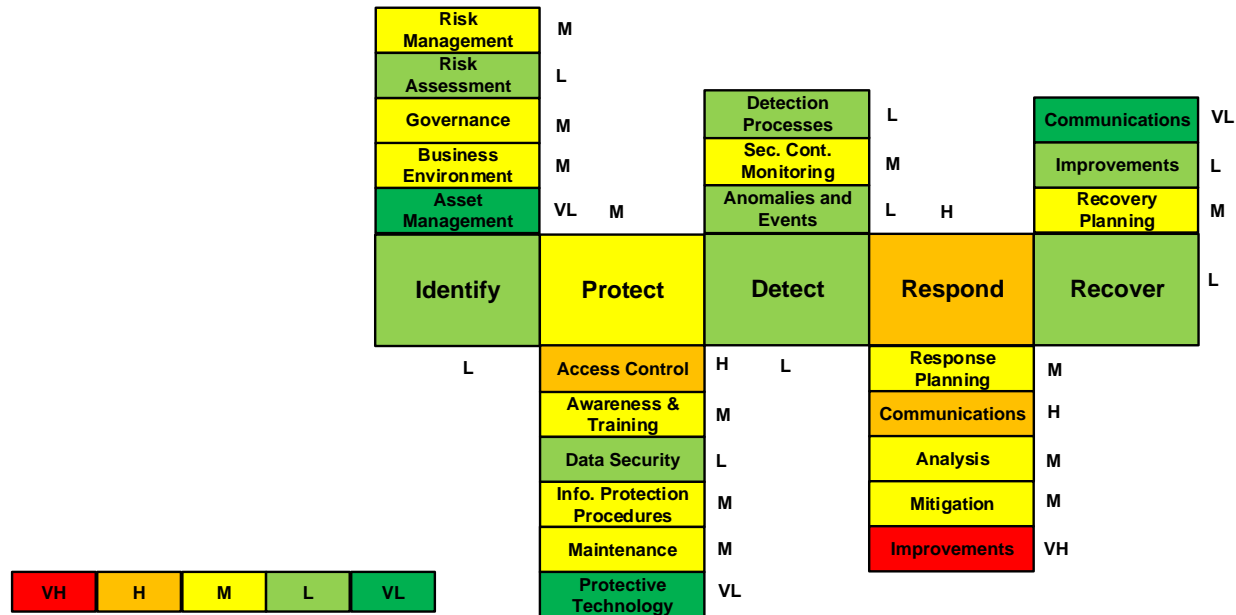 Risk
Management
M
Risk
Assessment
L
Governance
M
Business
Environment
M
Asset
Management
VL
M
Detection
Processes
L
Sec. Cont.
Monitoring
M
Anomalies and
Events
L
H
Communications
VL
Improvements
L
Recovery
Planning
M
Identify
Protect
Detect
Respond
Recover
L
L
Access Control
H
Awareness &
Training
M
Data Security
L
Info. Protection
Procedures
M
Maintenance
M
Protective
Technology
VL
L
Response
Planning
M
Communications
H
Analysis
M
Mitigation
M
Improvements
VH
VH
H
M
L
VL